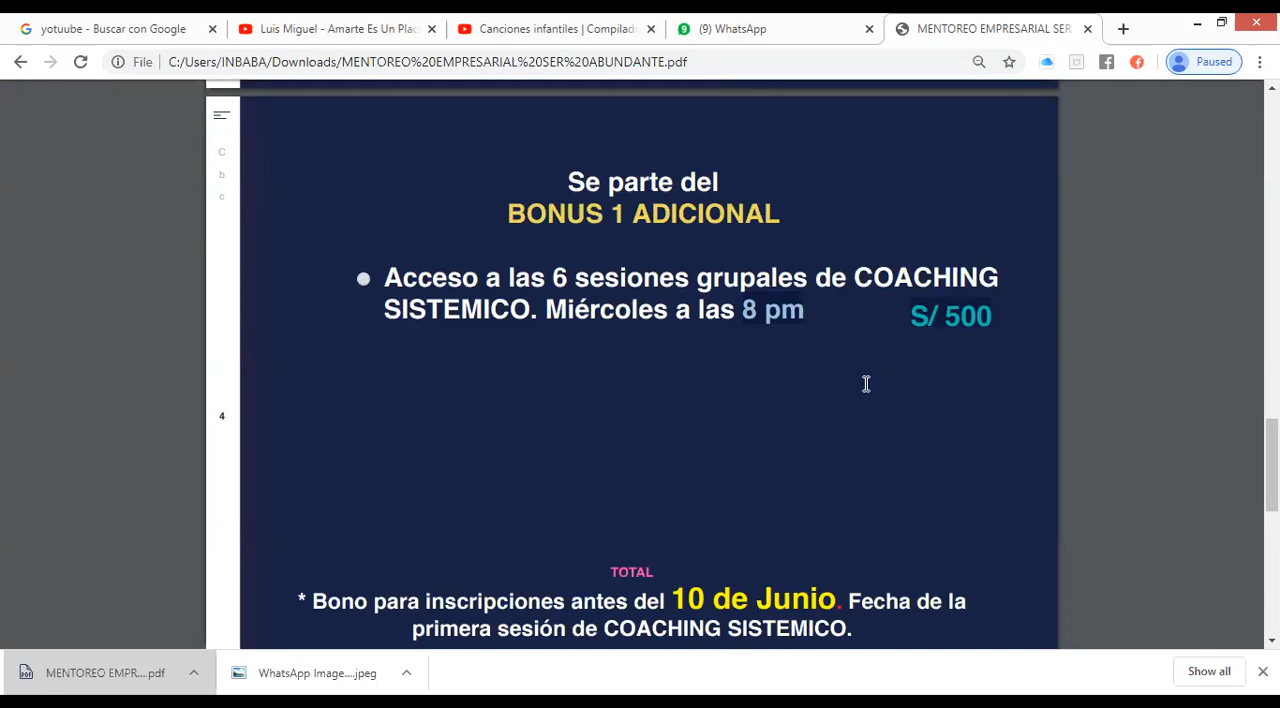 yotuube - Buscar con Google
Luis Miguel - Amarte Es Un Plac
Canciones infantiles | Compilado
(9) WhatsApp
MENTOREO EMPRESARIAL SER
File
C:/Users/INBABA/Downloads/MENTOREO%20EMPRESARIAL%20SER%20ABUNDANTE.pdf
Paused
C
b
c
4
Se parte del
BONUS 1 ADICIONAL
Acceso a las 6 sesiones grupales de COACHING
SISTEMICO. Miércoles a las 8 pm
S/ 500
TOTAL
* Bono para inscripciones antes del 10 de Junio. Fecha de la
primera sesión de COACHING SISTEMICO.
MENTOREO EMPR....pdf
WhatsApp Image....jpeg
Show all